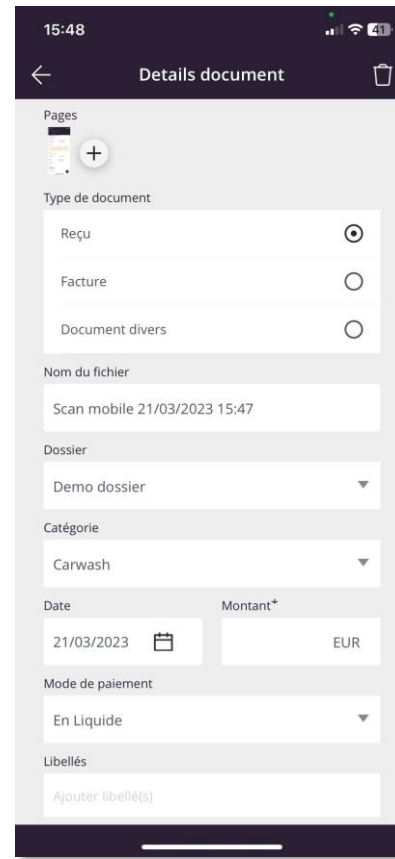 15:48
41
Details document
Pages
Type de document
Reçu
Facture
Document divers
Nom du fichier
Scan mobile 21/03/2023 15:47
Dossier
Demo dossier
Catégorie
Carwash
Date Montant*
21/03/2023 EUR
Mode de paiement
En Liquide
Libellés
Ajouter libellé(s)